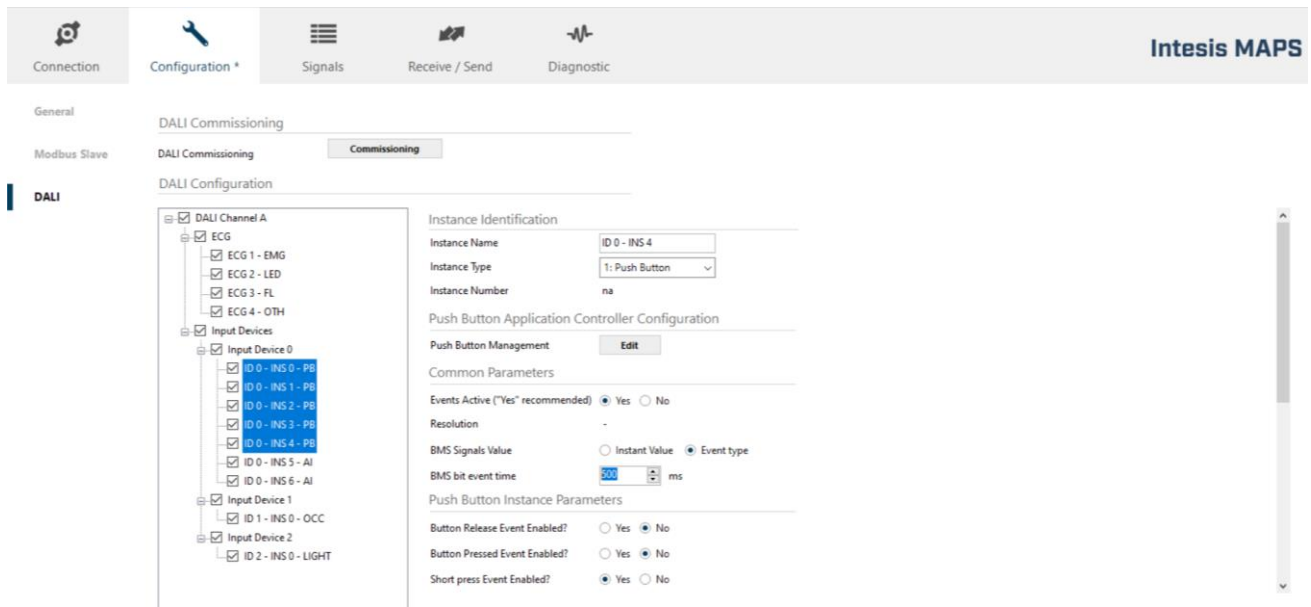 Connection
Configuration *
Signals
Receive / Send
Diagnostic
Intesis MAPS
General
Modbus Slave
DALI
DALI Commissioning
DALI Commissioning
Commissioning
DALI Configuration
DALI Channel A
ECG
ECG 1 - EMG
ECG 2 - LED
ECG 3 - FL
ECG 4 - OTH
Input Devices
Input Device 0
ID 0 - INS 0 - PB
ID 0 - INS 1 - PB
ID 0 - INS 2 - PB
ID 0 - INS 3 - PB
ID 0 - INS 4 - PB
ID 0 - INS 5 - AI
ID 0 - INS 6 - AI
Input Device 1
ID 1 - INS 0 - OCC
Input Device 2
ID 2 - INS 0 - LIGHT
Instance Identification
Instance Name ID 0 - INS 4
Instance Type 1: Push Button
Instance Number na
Push Button Application Controller Configuration
Push Button Management Edit
Common Parameters
Events Active ("Yes" recommended) Yes No
Resolution -
BMS Signals Value Instant Value Event type
BMS bit event time 500 ms
Push Button Instance Parameters
Button Release Event Enabled? Yes No
Button Pressed Event Enabled? Yes No
Short press Event Enabled? Yes No